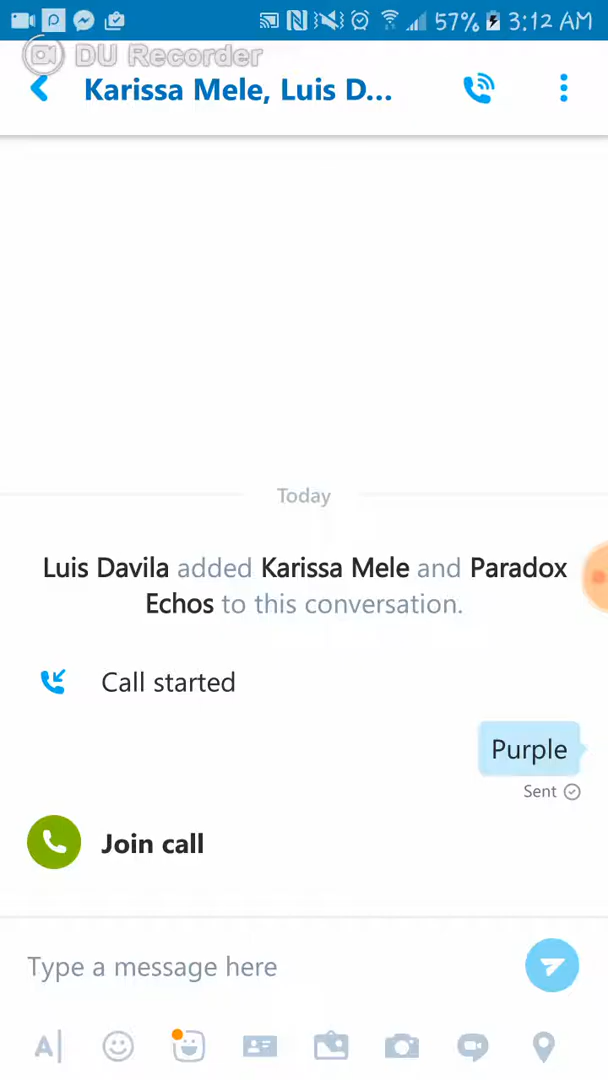 57% 3:12 AM
DU Recorder
Karissa Mele, Luis D...
Today
Luis Davila added Karissa Mele and Paradox
Echos to this conversation.
Call started
Purple
Sent
Join call
Type a message here
A